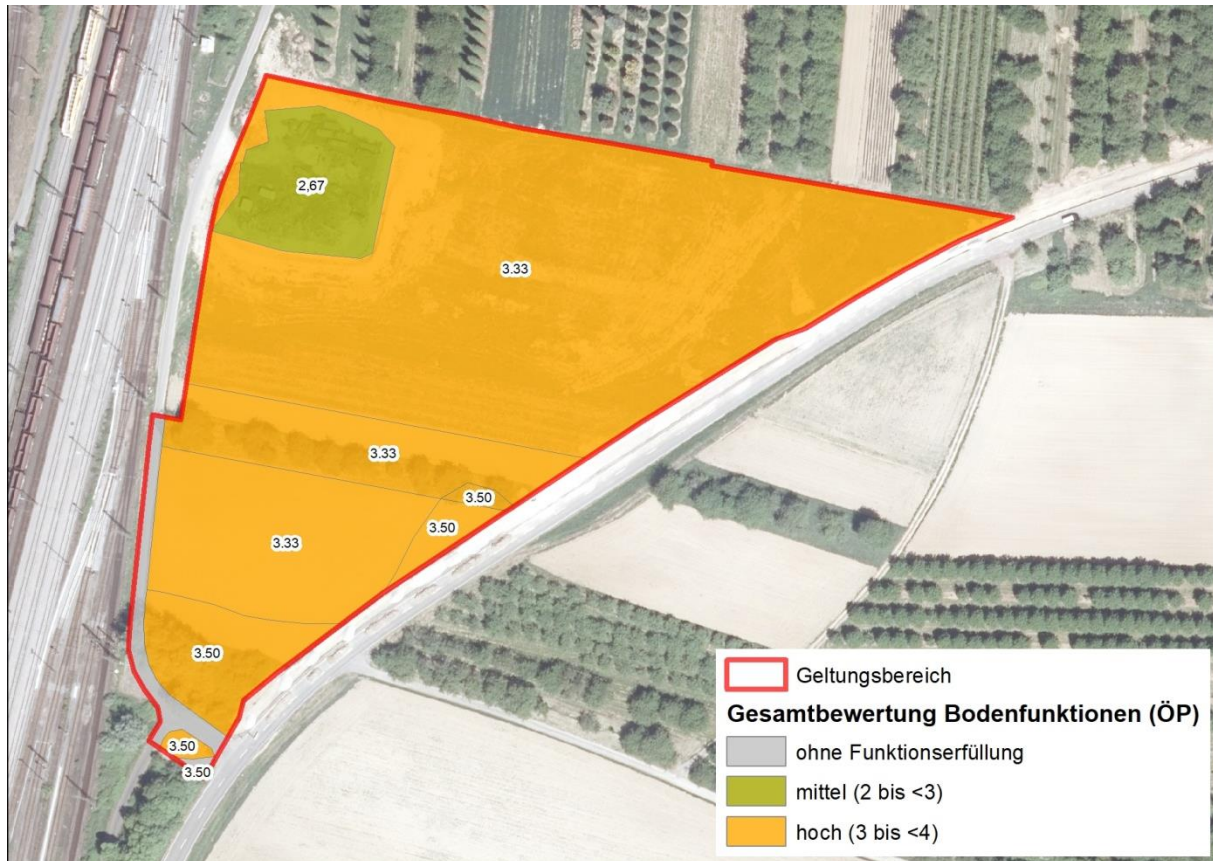 2,67
3.33
3.33
3.50
3.50
3.33
3.50
3.50
3.50
Geltungsbereich
Gesamtbewertung Bodenfunktionen (ÖP)
ohne Funktionserfüllung
mittel (2 bis <3)
hoch (3 bis <4)